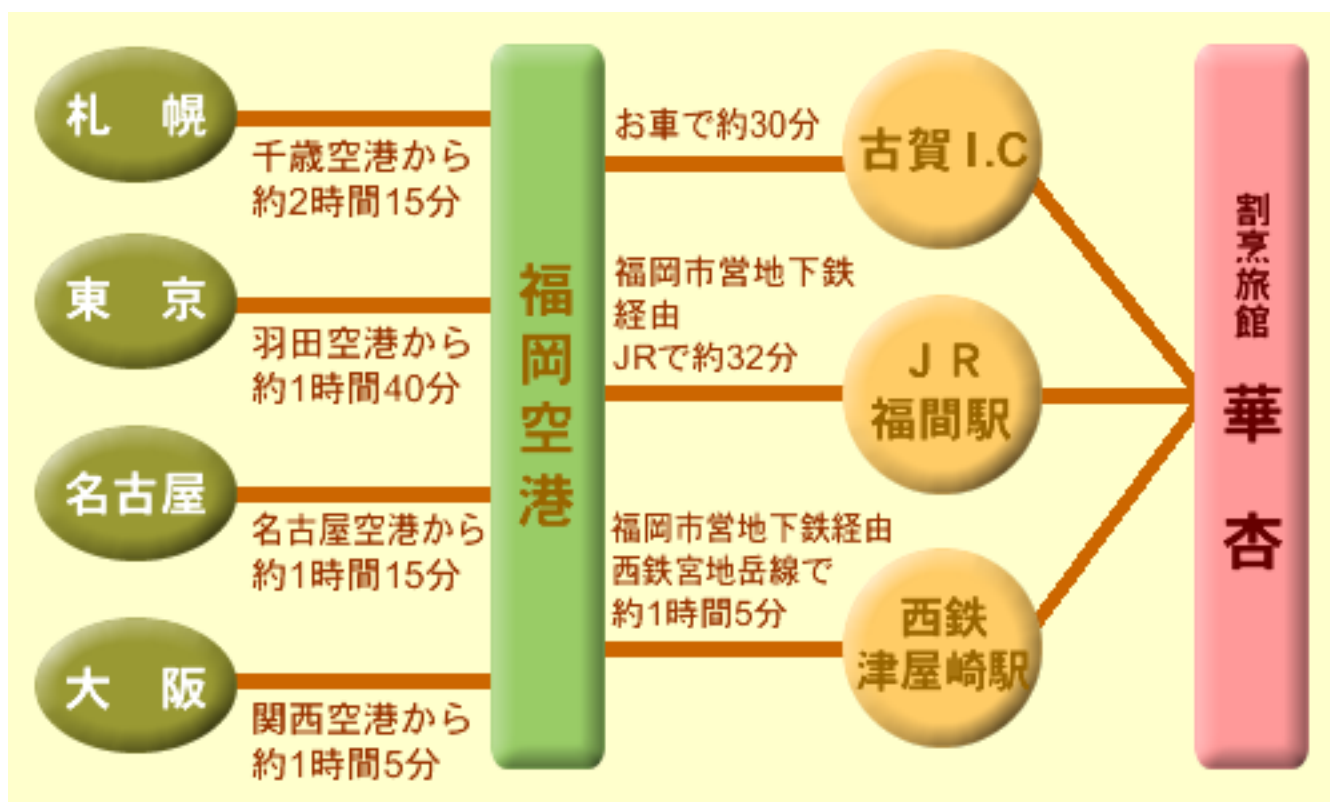 札　幌
千歳空港から
約2時間15分
東　京
羽田空港から
約1時間40分
名古屋
名古屋空港から
約1時間15分
大　阪
関西空港から
約1時間5分
福岡空港
お車で約30分
古賀I.C
福岡市営地下鉄
経由
JRで約32分
ＪＲ
福間駅
福岡市営地下鉄経由
西鉄宮地岳線で
約1時間5分
西鉄
津屋崎駅
割烹旅館　華　杏